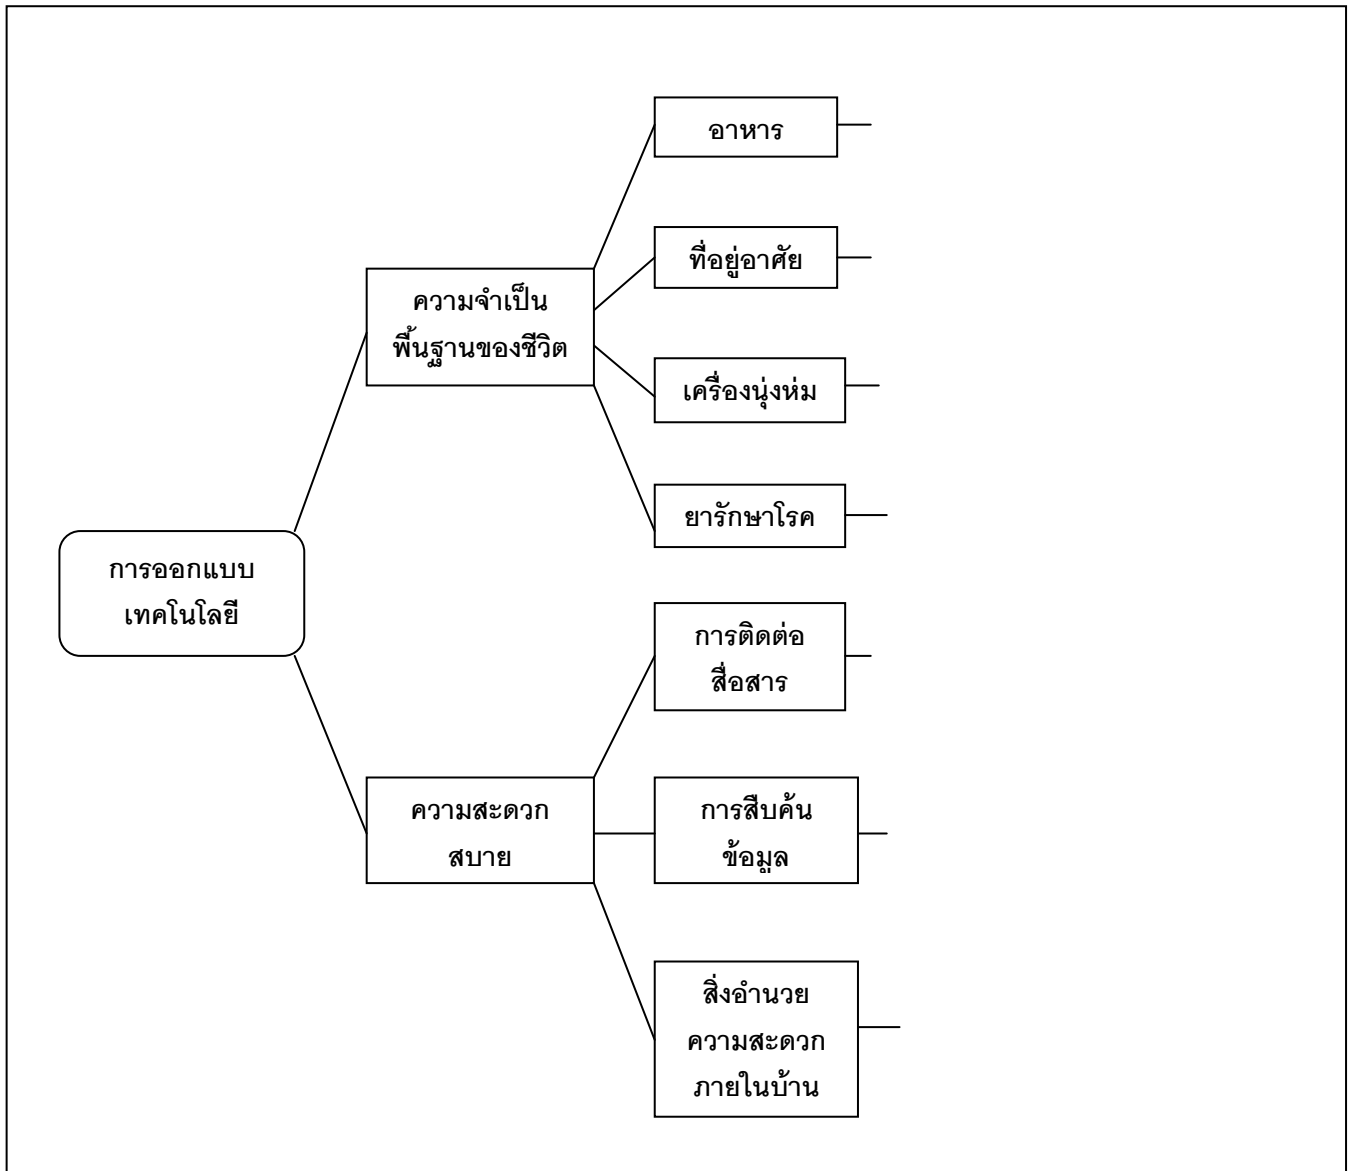 อาหาร
ที่อยู่อาศัย
ความจำเป็น
พื้นฐานของชีวิต
เครื่องนุ่งห่ม
ยารักษาโรค
การออกแบบ
เทคโนโลยี
การติดต่อ
สื่อสาร
ความสะดวก
สบาย
การสืบค้น
ข้อมูล
สิ่งอำนวย
ความสะดวก
ภายในบ้าน